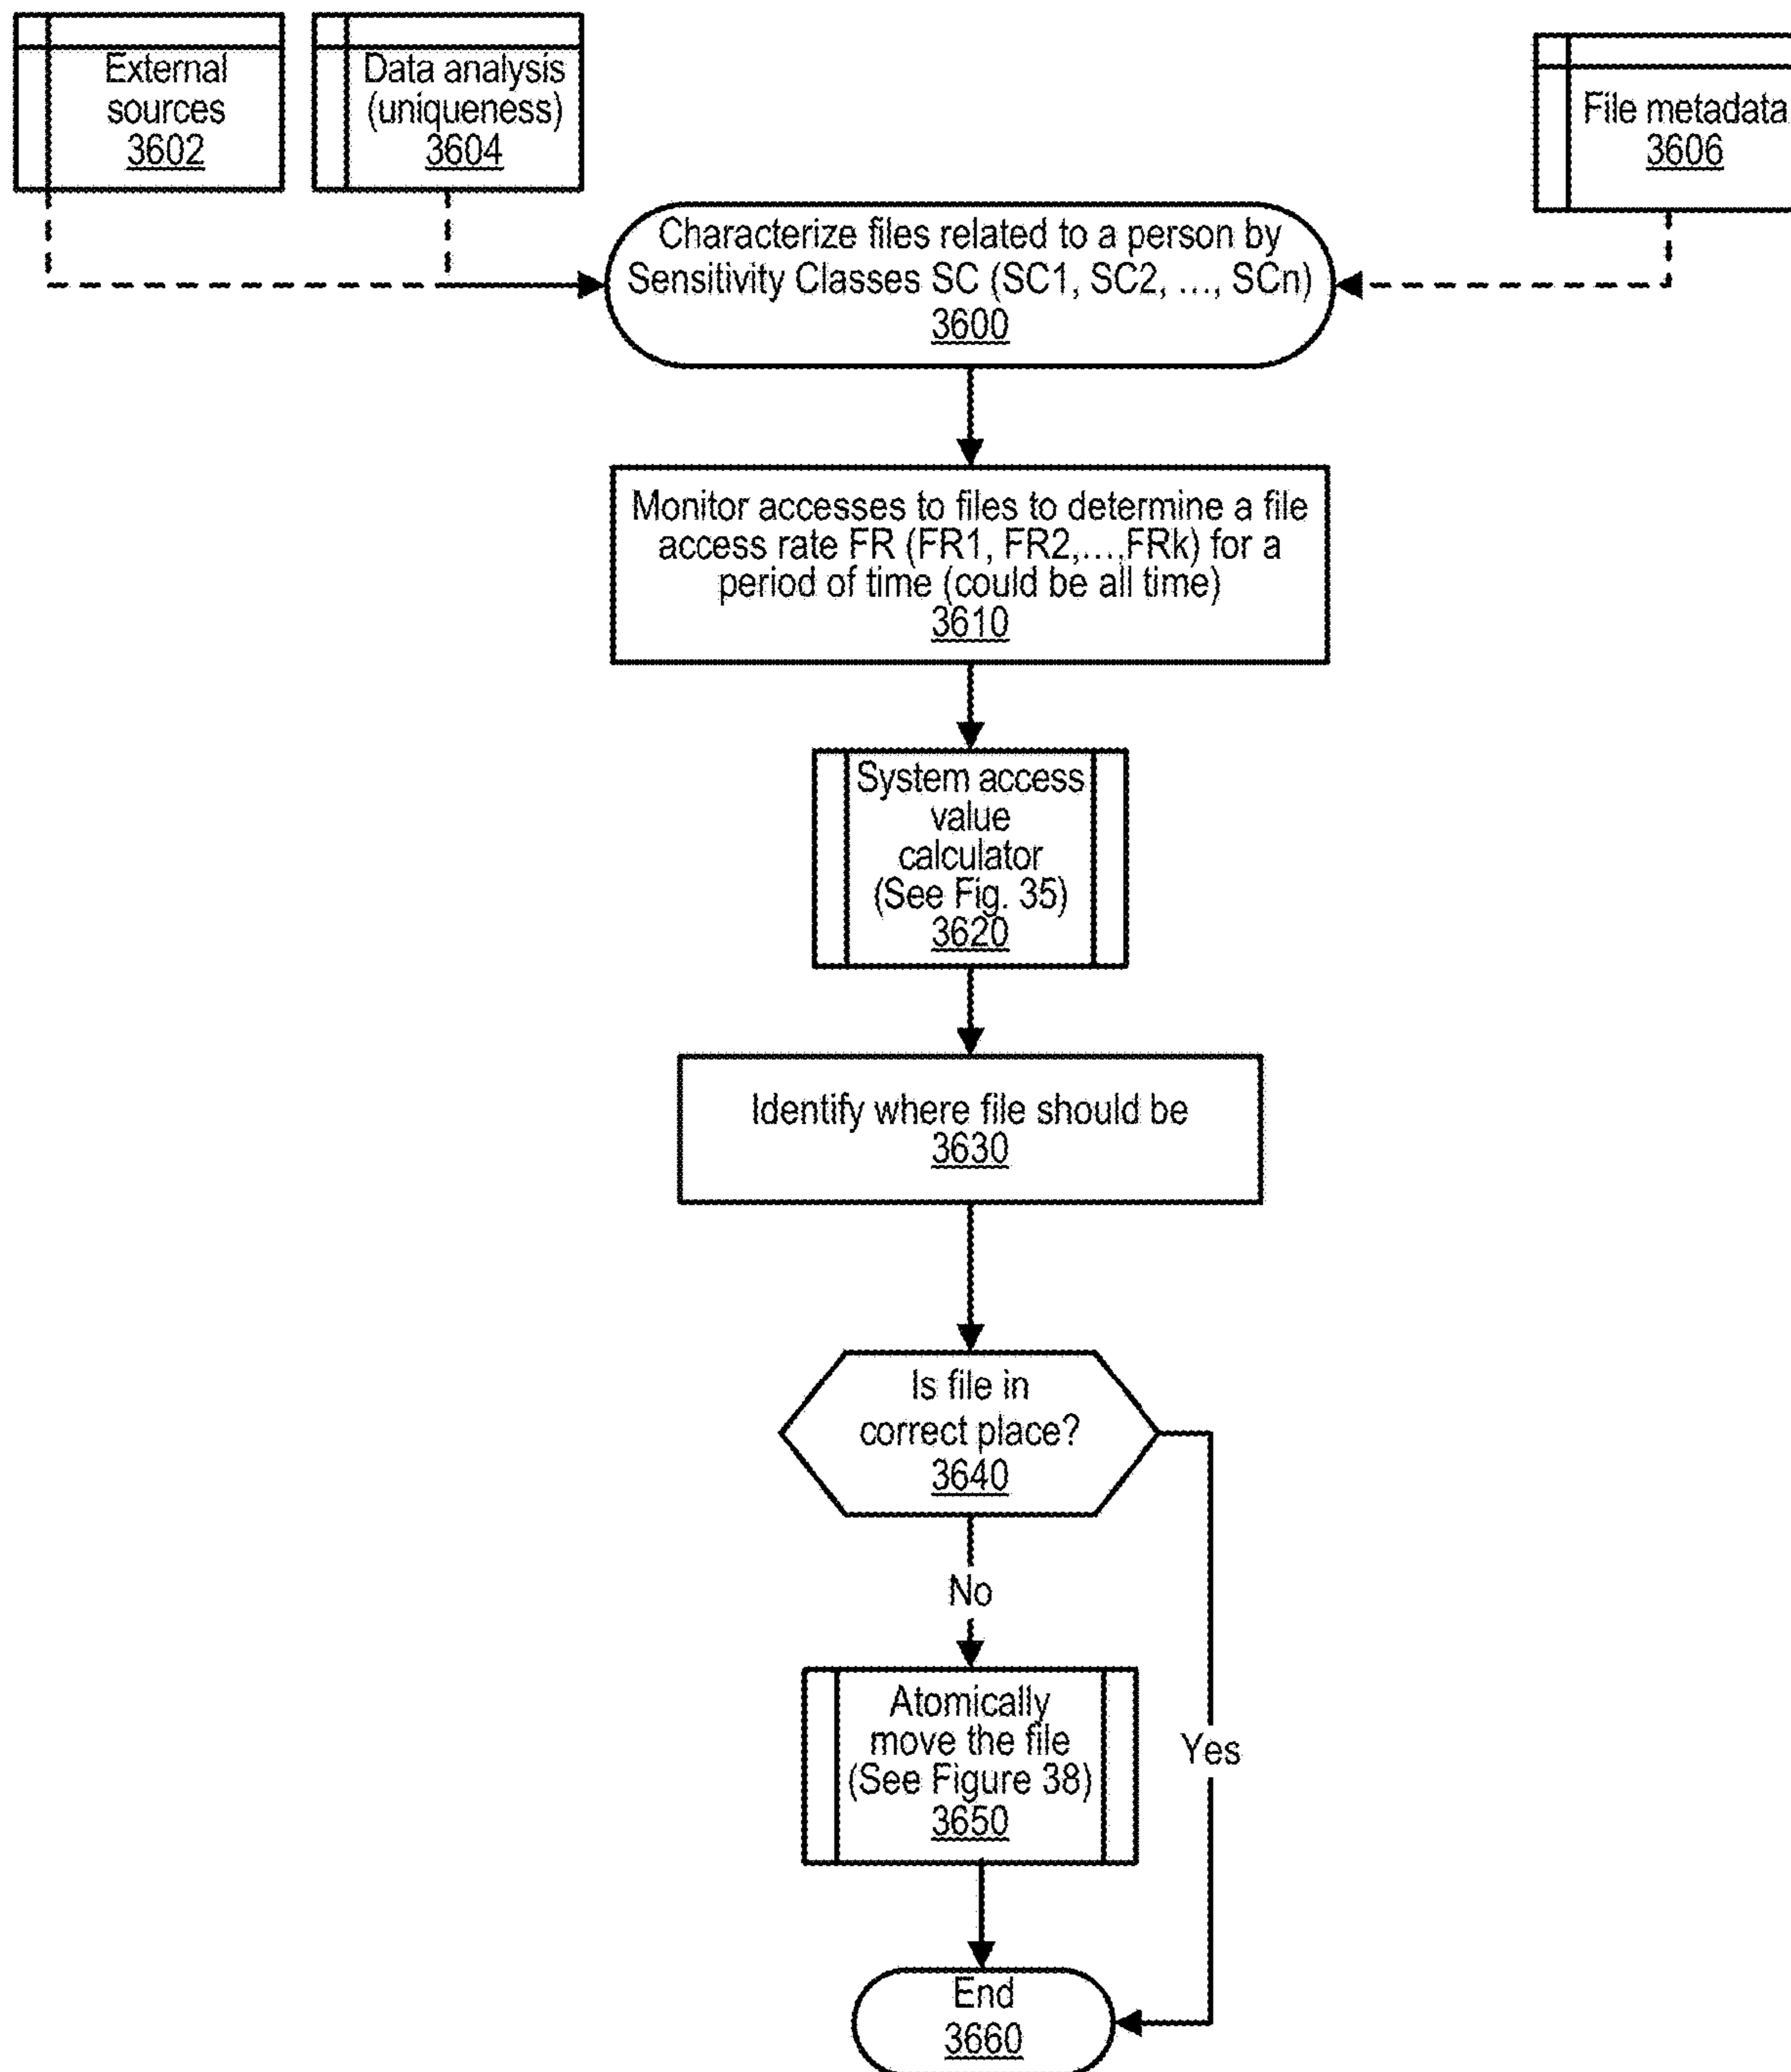 External
sources
3602
Data analysis
(uniqueness)
3604
File metadata
3606
Characterize files related to a person by
Sensitivity Classes SC (SC1, SC2, ..., SCn)
3600
Monitor accesses to files to determine a file
access rate FR (FR1, FR2,...,FRk) for a
period of time (could be all time)
3610
System access
value
calculator
(See Fig. 35)
3620
Identify where file should be
3630
Is file in
correct place?
3640
No
Atomically
move the file
(See Figure 38)
3650
Yes
End
3660